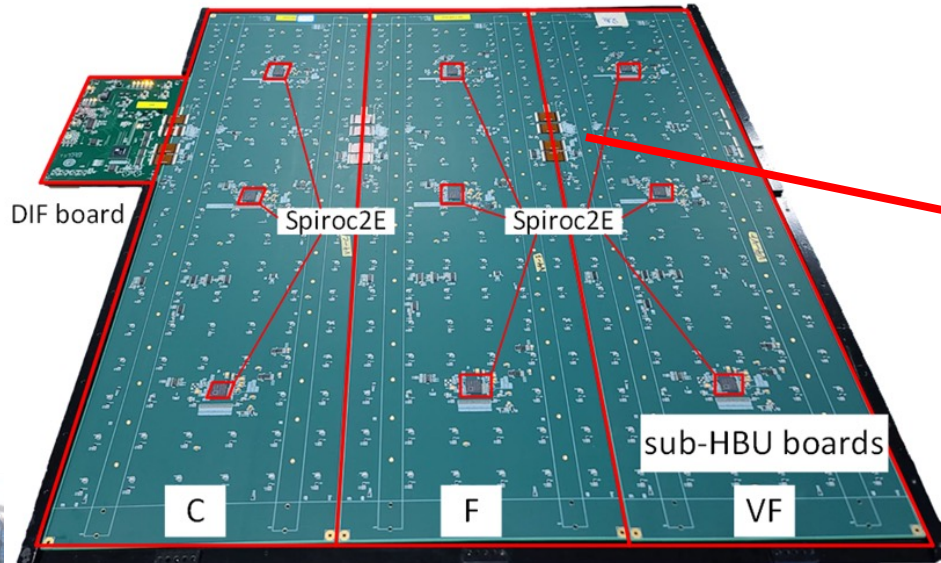 DIF board
Spiroc2E
Spiroc2E
sub-HBU boards
C
F
VF